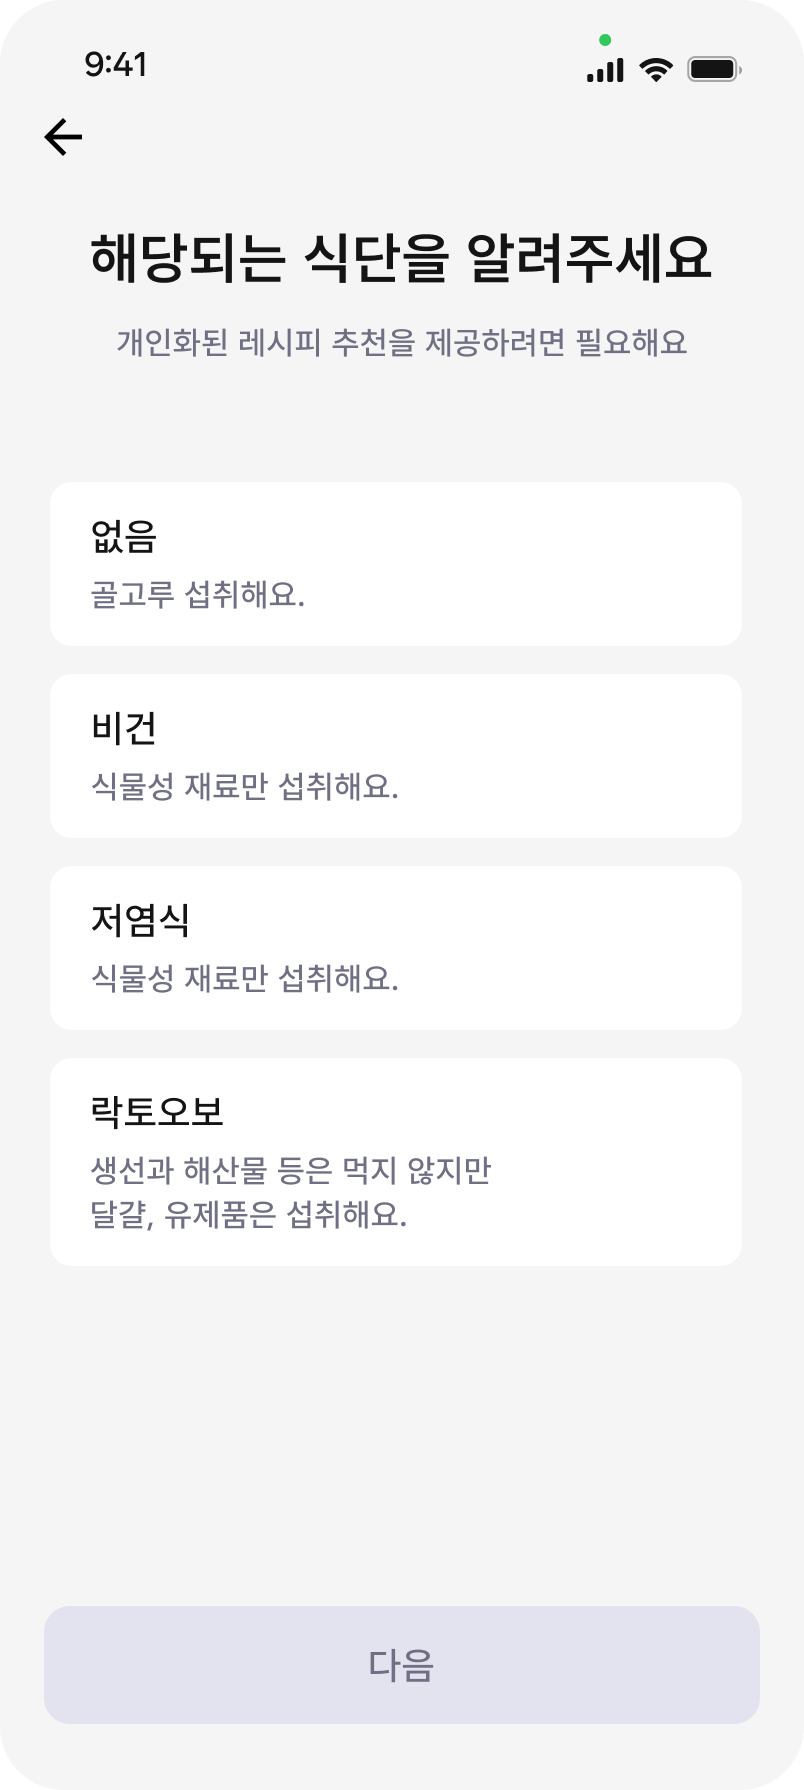 9:41
해당되는 식단을 알려주세요
개인화된 레시피 추천을 제공하려면 필요해요
없음
골고루 섭취해요.
비건
식물성 재료만 섭취해요.
저염식
식물성 재료만 섭취해요.
락토오보
생선과 해산물 등은 먹지 않지만
달걀, 유제품은 섭취해요.
다음